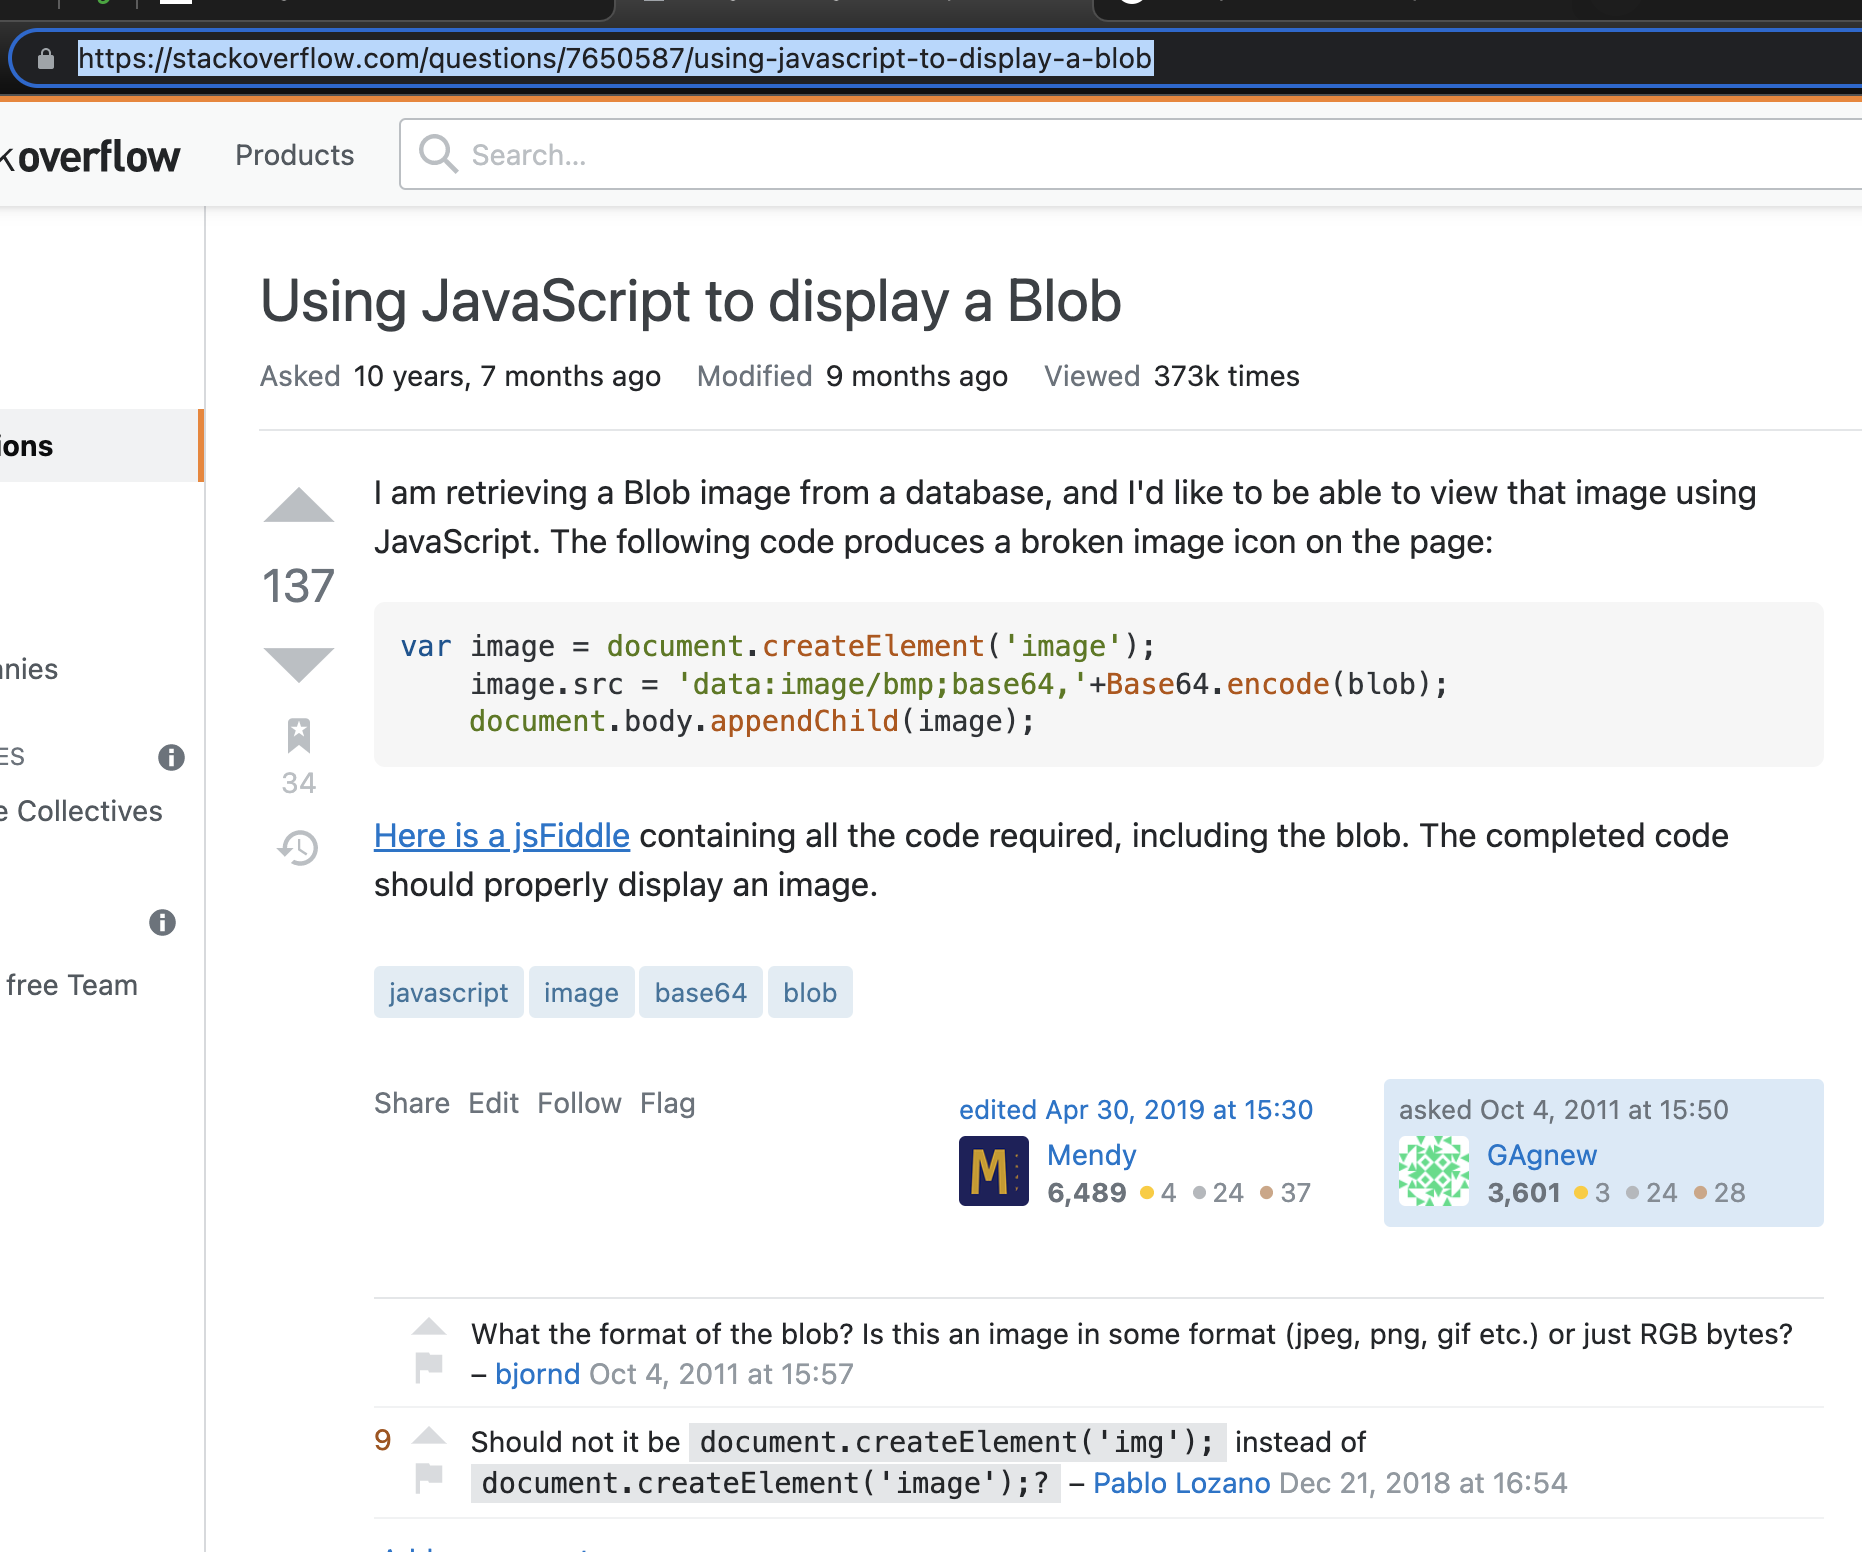 https://stackoverflow.com/questions/7650587/using-javascript-to-display-a-blob
overflow
Products
Search...
Using JavaScript to display a Blob
Asked 10 years, 7 months ago Modified 9 months ago Viewed 373k times
ions
I am retrieving a Blob image from a database, and I'd like to be able to view that image using
JavaScript. The following code produces a broken image icon on the page:
137
var image = document.createElement('image');
image.src = 'data:image/bmp;base64,'+Base64.encode(blob);
document.body.appendChild(image);
nies
34
ES
e Collectives
Here is a jsFiddle containing all the code required, including the blob. The completed code
should properly display an image.
free Team
javascript image base64 blob
Share Edit Follow Flag
edited Apr 30, 2019 at 15:30
M
Mendy
6,489 4 24 37
asked Oct 4, 2011 at 15:50
GAgnew
3,601 3 24 28
What the format of the blob? Is this an image in some format (jpeg, png, gif etc.) or just RGB bytes?
– bjornd Oct 4, 2011 at 15:57
9
Should not it be document.createElement('img'); instead of
document.createElement('image');? – Pablo Lozano Dec 21, 2018 at 16:54